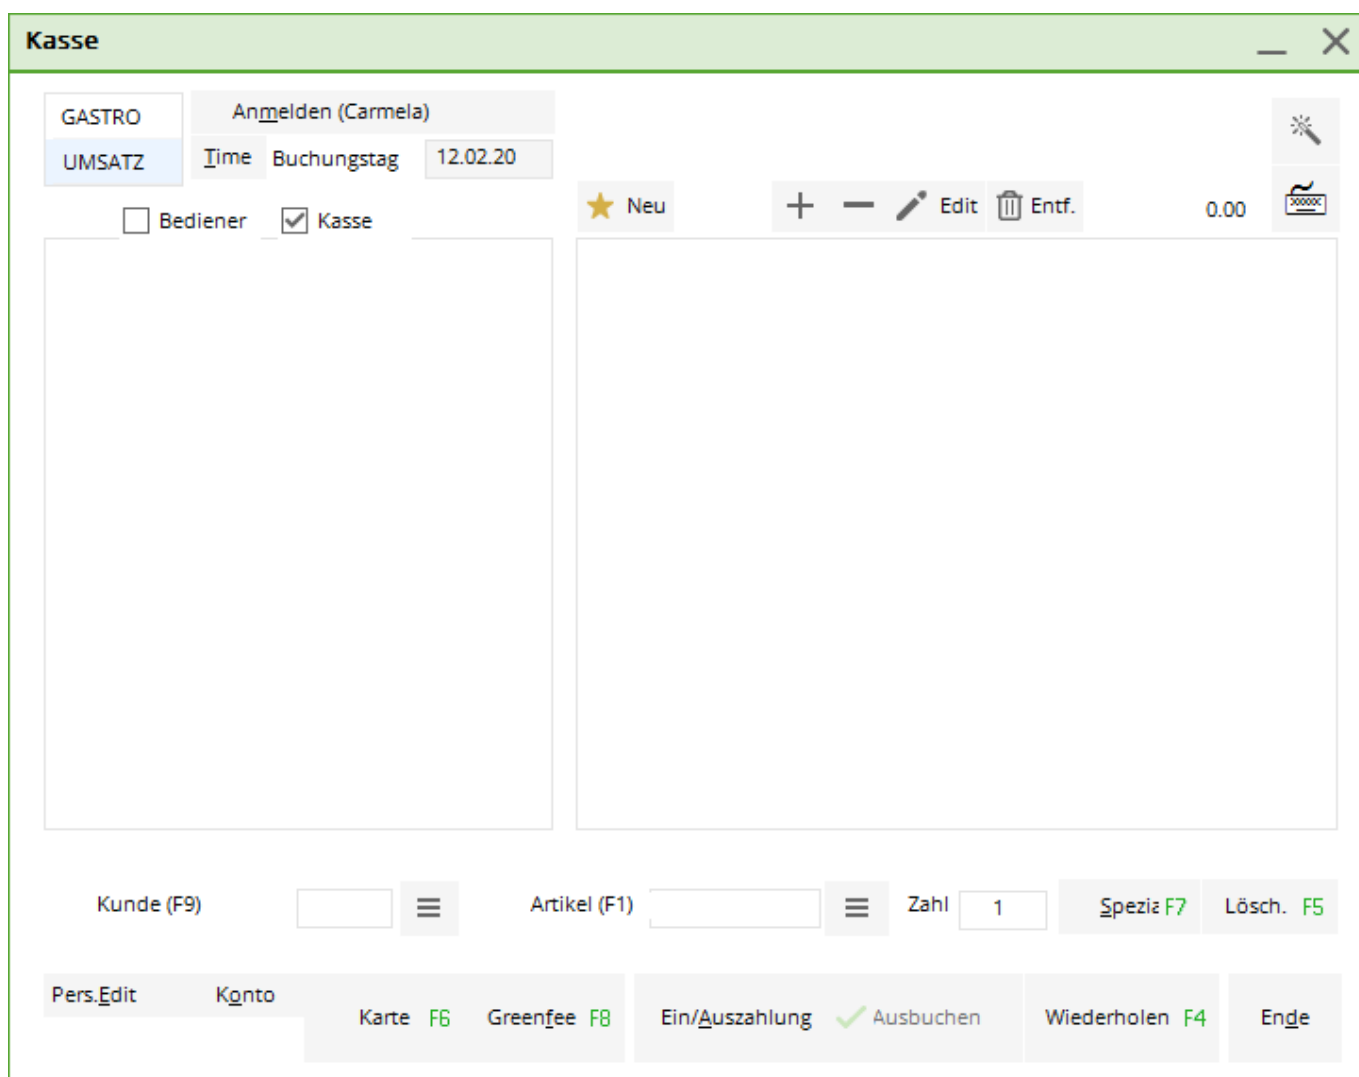 Kasse
GASTRO
Anmelden (Carmela)
UMSATZ
Time Buchungstag 12.02.20
Neu Edit Entf. 0.00
Bediener Kasse
Kunde (F9) Artikel (F1) Zahl 1 Spezia F7 Lösch. F5
Pers.Edit Konto
Karte F6 Greenfee F8 Ein/Auszahlung Ausbuchen Wiederholen F4 Ende